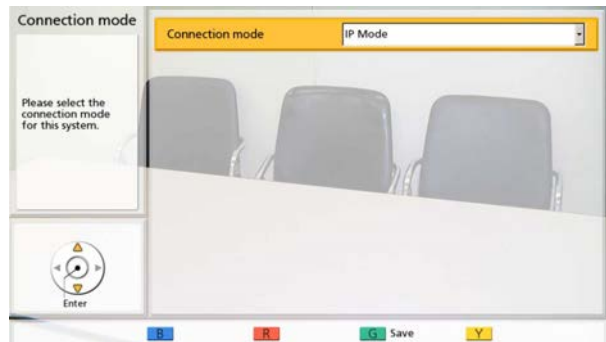 Connection mode
Connection mode IP Mode
Please select the
connection mode
for this system.
Enter
B R G Save Y